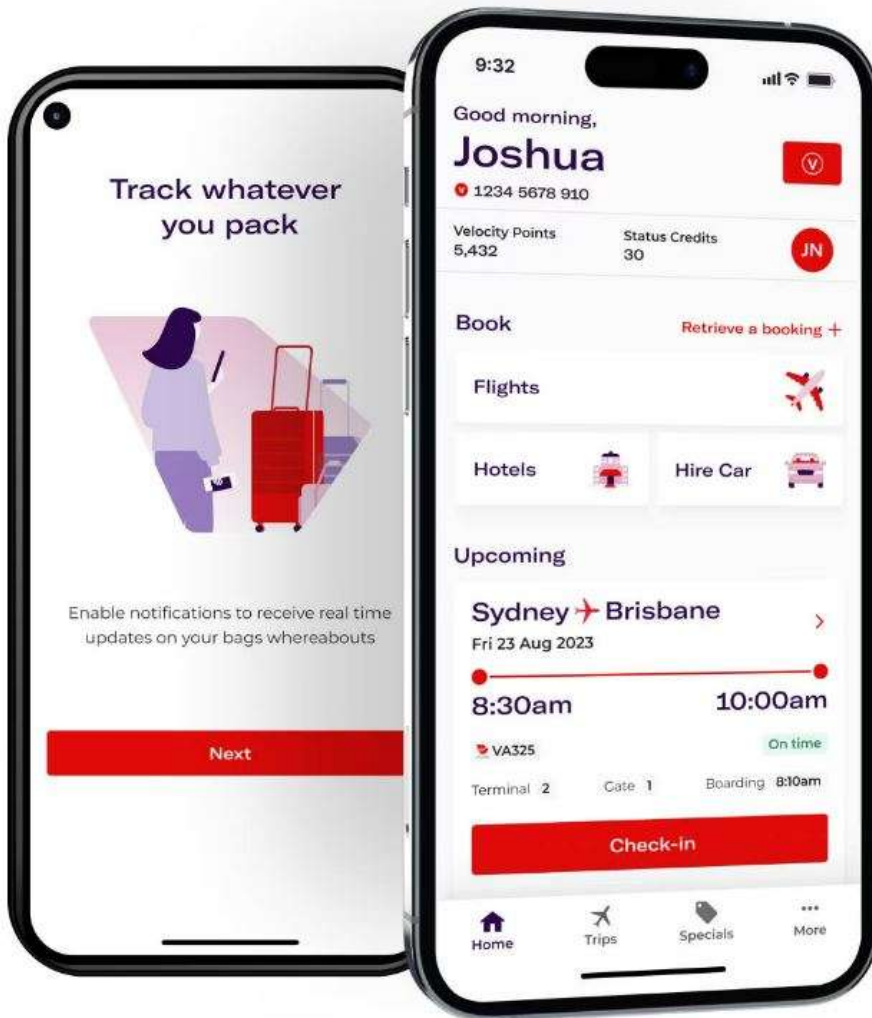 Track whatever
you pack
Enable notifications to receive real time
updates on your bags whereabouts
Next
9:32
Good morning,
Joshua
V
V 1234 5678 910
Velocity Points
5,432
Status Credits
30
JN
Book
Retrieve a booking +
Flights
Hotels
Hire Car
Upcoming
Sydney Brisbane
Fri 23 Aug 2023
8:30am 10:00am
VA325 On time
Terminal 2 Gate 1 Boarding 8:10am
Check-in
Home Trips Specials More